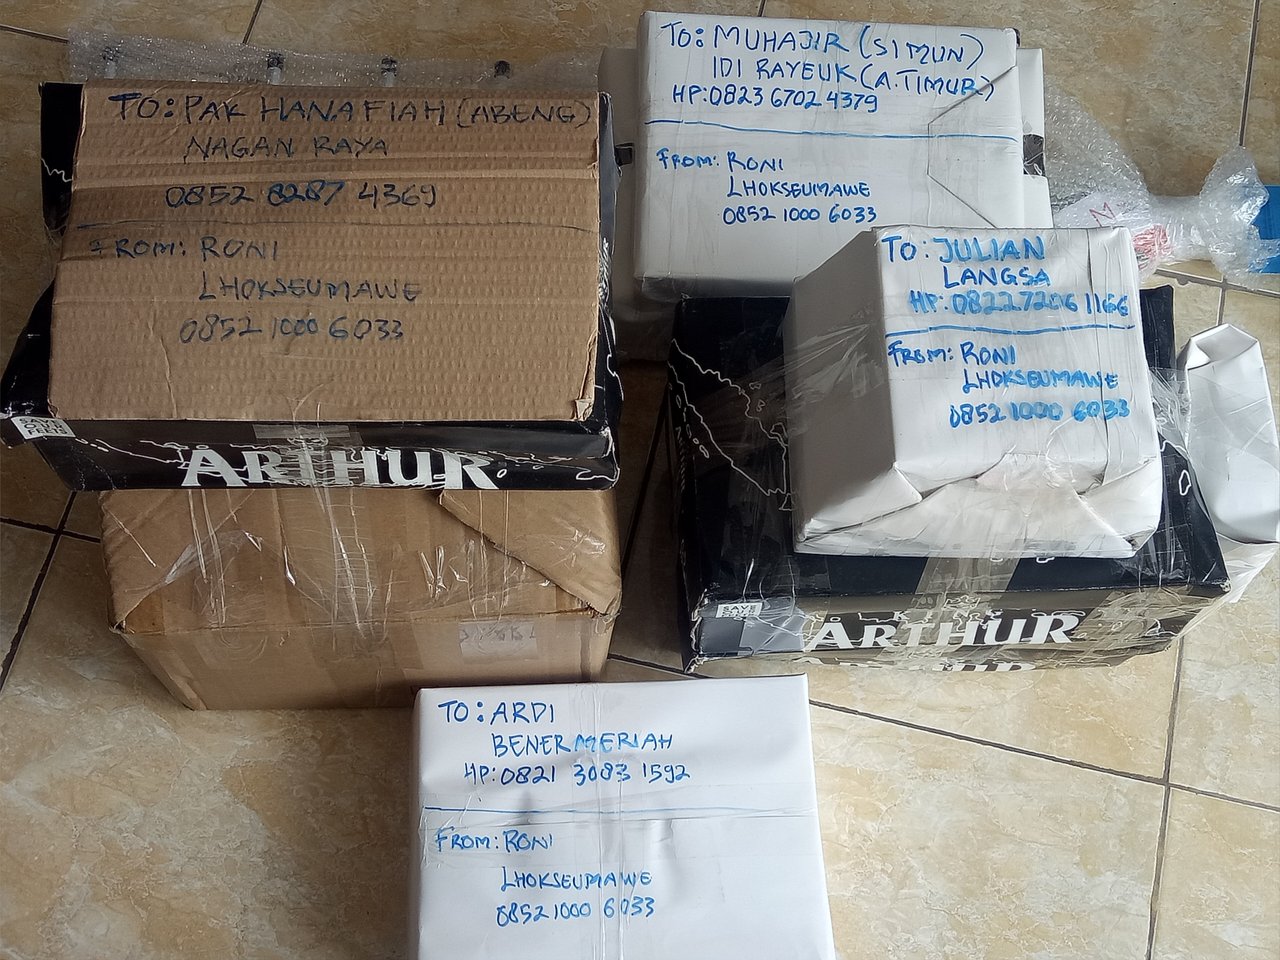 TO: PAK HANAFIAH (ABENG)
NAGAN RAYA
0852 8287 4369
FROM: RONI
LHOKSEUMAWE
0852 1000 6033
ARTHUR
TO: MUHAJIR (SIMUN)
IDI RAYEUK (A.TIMUR)
HP: 0823 6702 4379
FROM: RONI
LHOKSEUMAWE
0852 1000 6033
TO: JULIAN
LANGSA
HP: 0822 7206 1166
FROM: RONI
LHOKSEUMAWE
0852 1000 6033
SAVE
ARTHUR
TO: ARDI
BENER MERIAH
HP: 0821 3083 1592
FROM: RONI
LHOKSEUMAWE
0852 1000 6033